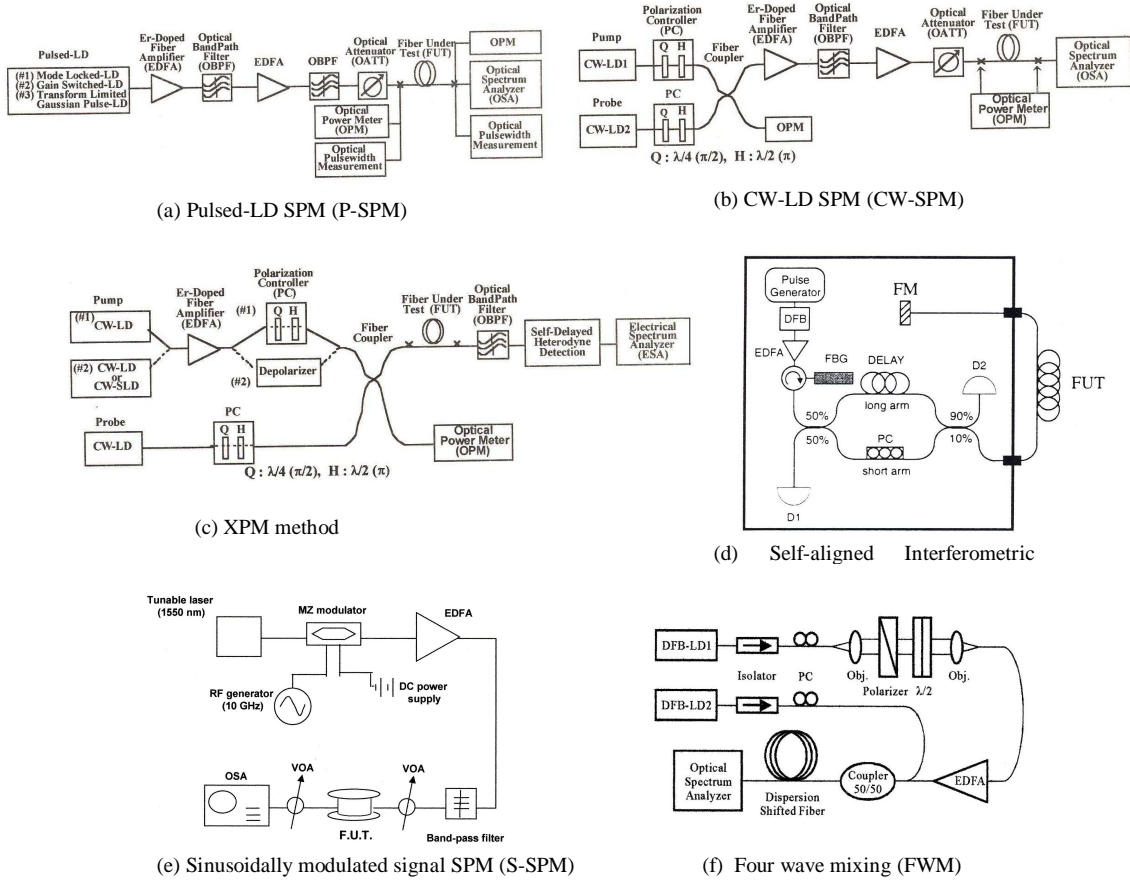 Pulsed-LD
(#1) Mode Locked-LD
(#2) Gain Switched-LD
(#3) Transform Limited
Gaussian Pulse-LD
Er-Doped
Fiber
Amplifier
(EDFA)
Optical
BandPath
Filter
(OBPF)
EDFA
OBPF
Optical
Attenuator
(OATT)
Fiber Under
Test (FUT)
OPM
Optical
Spectrum
Analyzer
(OSA)
Optical
Power Meter
(OPM)
Optical
Pulsewidth
Measurement
Optical
Pulsewidth
Measurement
(a) Pulsed-LD SPM (P-SPM)
Polarization
Controller
(PC)
Pump
CW-LD1
Q H
Fiber
Coupler
Er-Doped
Fiber Amplifier
(EDFA)
Optical
BandPath
Filter
(OBPF)
EDFA
Optical
Attenuator
(OATT)
Fiber
Under Test
(FUT)
Optical
Spectrum
Analyzer
(OSA)
Probe
CW-LD2
PC
Q H
OPM
Optical
Power Meter
(OPM)
Q : λ/4 (π/2), H : λ/2 (π)
(b) CW-LD SPM (CW-SPM)
Pump
(#1)
CW-LD
(#2) CW-LD
or
CW-SLD
Er-Doped
Fiber
Amplifier
(EDFA)
Polarization
Controller
(PC)
(#1)
Q H
(#2)
Depolarizer
Fiber
Coupler
Fiber Under
Test (FUT)
Optical
BandPath
Filter
(OBPF)
Self-Delayed
Heterodyne
Detection
Electrical
Spectrum
Analyzer
(ESA)
Probe
CW-LD
PC
Q H
Optical
Power Meter
(OPM)
Q : λ/4 (π/2), H : λ/2 (π)
(c) XPM method
Pulse
Generator
DFB
EDFA
FBG
DELAY
FM
D2
FUT
50%
long arm
90%
50%
PC
10%
short arm
D1
(d) Self-aligned Interferometric
Tunable laser
(1550 nm)
MZ modulator
EDFA
RF generator
(10 GHz)
DC power
supply
OSA
VOA
VOA
F.U.T.
Band-pass filter
(e) Sinusoidally modulated signal SPM (S-SPM)
DFB-LD1
Isolator
PC
Obj.
Polarizer
λ/2
Obj.
DFB-LD2
Optical
Spectrum
Analyzer
Dispersion
Shifted Fiber
Coupler
50/50
EDFA
(f) Four wave mixing (FWM)